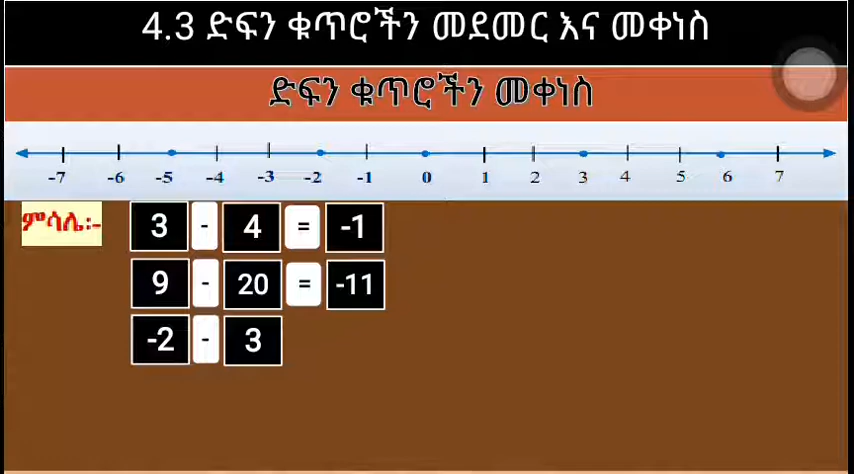 4.3 ድፍን ቁጥሮችን መደመር እና መቀነስ
ድፍን ቁጥሮችን መቀነስ
-7 -6 -5 -4 -3 -2 -1 0 1 2 3 4 5 6 7
ምሳሌ:- 3 - 4 = -1
9 - 20 = -11
-2 - 3